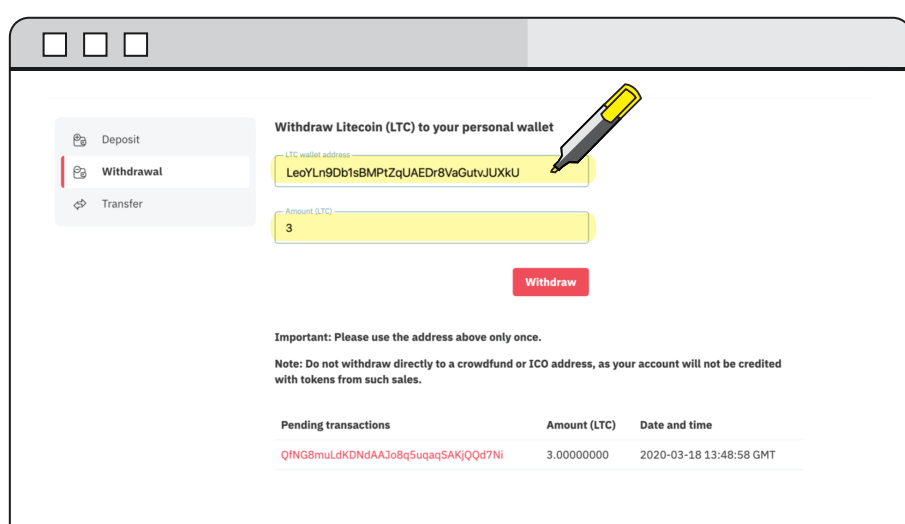 Deposit
Withdrawal
Transfer
Withdraw Litecoin (LTC) to your personal wallet
LTC wallet address
LeoYLn9Db1sBMPtZqUAEDr8VaGutvJUXkU
Amount (LTC)
3
Withdraw
Important: Please use the address above only once.
Note: Do not withdraw directly to a crowdfund or ICO address, as your account will not be credited
with tokens from such sales.
Pending transactions Amount (LTC) Date and time
QfNG8muLdKDNdAAJo8q5uqaqSAKjQQd7Ni 3.00000000 2020-03-18 13:48:58 GMT